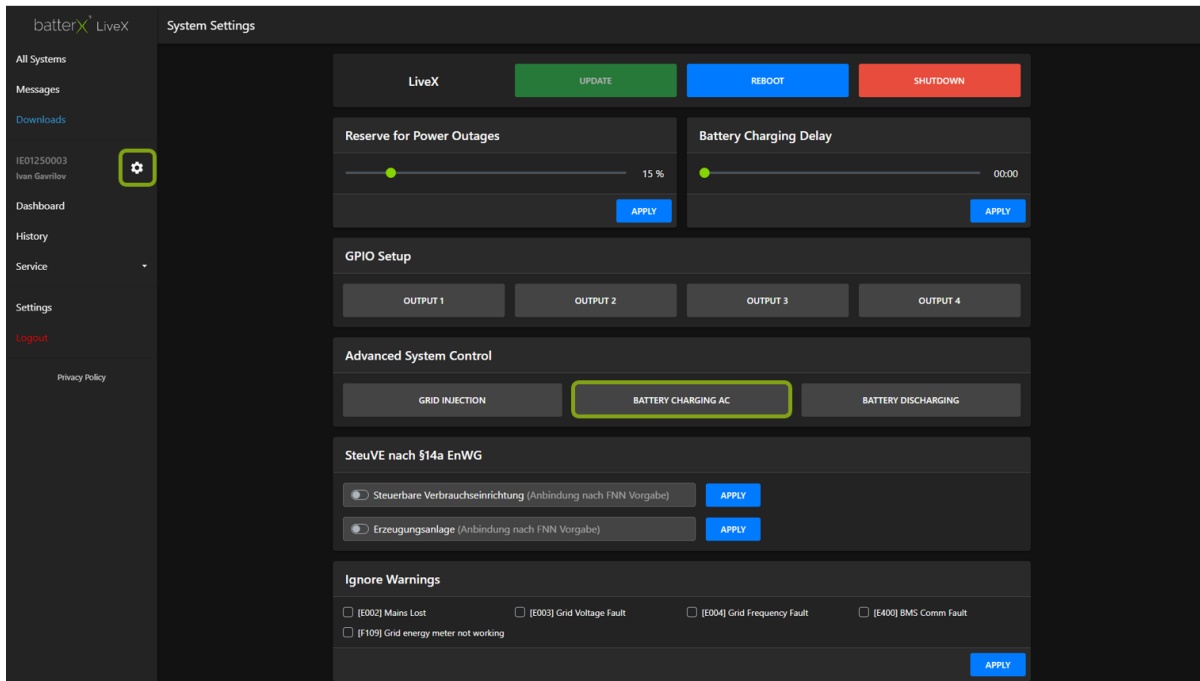 batterX LiveX
System Settings
All Systems
Messages
Downloads
IE01250003
Ivan Gavrilov
Dashboard
History
Service
Settings
Logout
Privacy Policy
LiveX
UPDATE
REBOOT
SHUTDOWN
Reserve for Power Outages
15 %
APPLY
Battery Charging Delay
00:00
APPLY
GPIO Setup
OUTPUT 1
OUTPUT 2
OUTPUT 3
OUTPUT 4
Advanced System Control
GRID INJECTION
BATTERY CHARGING AC
BATTERY DISCHARGING
SteuVE nach §14a EnWG
Steuerbare Verbrauchseinrichtung (Anbindung nach FNN Vorgabe)
APPLY
Erzeugungsanlage (Anbindung nach FNN Vorgabe)
APPLY
Ignore Warnings
[E002] Mains Lost
[E003] Grid Voltage Fault
[E004] Grid Frequency Fault
[E400] BMS Comm Fault
[F109] Grid energy meter not working
APPLY